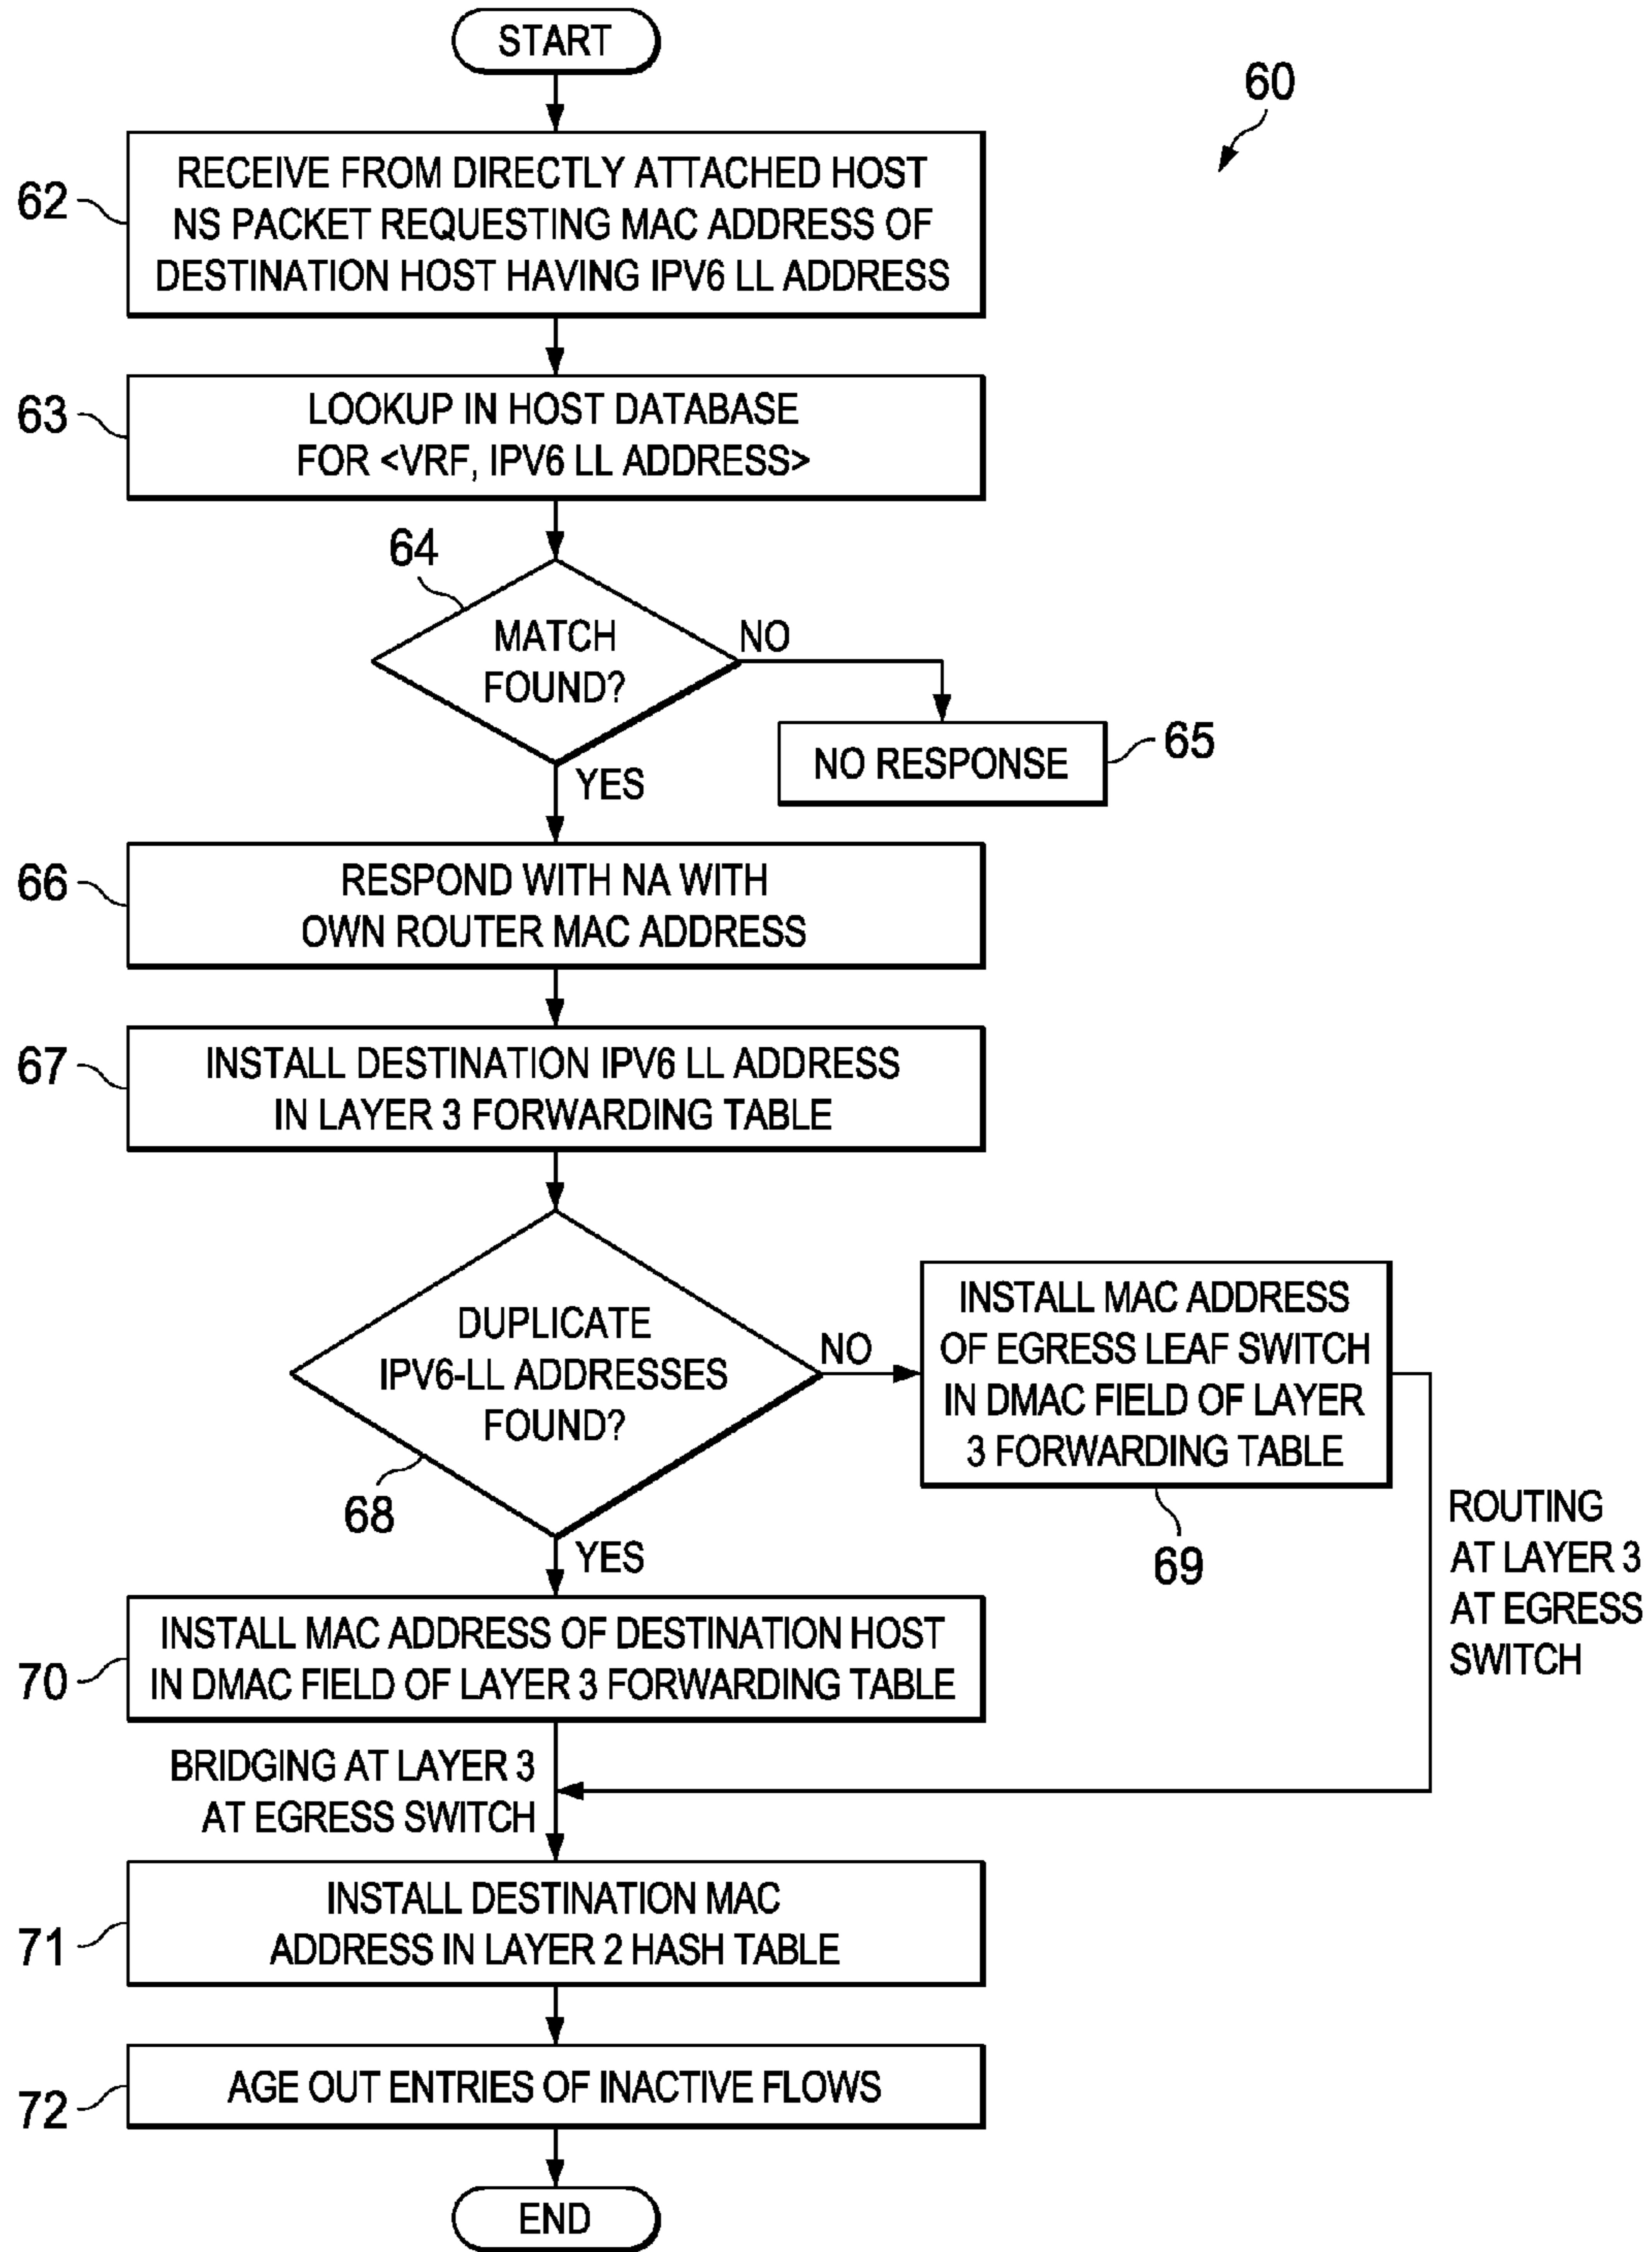 START
60
62
RECEIVE FROM DIRECTLY ATTACHED HOST
NS PACKET REQUESTING MAC ADDRESS OF
DESTINATION HOST HAVING IPV6 LL ADDRESS
63
LOOKUP IN HOST DATABASE
FOR <VRF, IPV6 LL ADDRESS>
64
MATCH
FOUND?
NO
YES
NO RESPONSE
65
66
RESPOND WITH NA WITH
OWN ROUTER MAC ADDRESS
67
INSTALL DESTINATION IPV6 LL ADDRESS
IN LAYER 3 FORWARDING TABLE
DUPLICATE
IPV6-LL ADDRESSES
FOUND?
68
NO
YES
INSTALL MAC ADDRESS
OF EGRESS LEAF SWITCH
IN DMAC FIELD OF LAYER
3 FORWARDING TABLE
69
ROUTING
AT LAYER 3
AT EGRESS
SWITCH
70
INSTALL MAC ADDRESS OF DESTINATION HOST
IN DMAC FIELD OF LAYER 3 FORWARDING TABLE
BRIDGING AT LAYER 3
AT EGRESS SWITCH
71
INSTALL DESTINATION MAC
ADDRESS IN LAYER 2 HASH TABLE
72
AGE OUT ENTRIES OF INACTIVE FLOWS
END